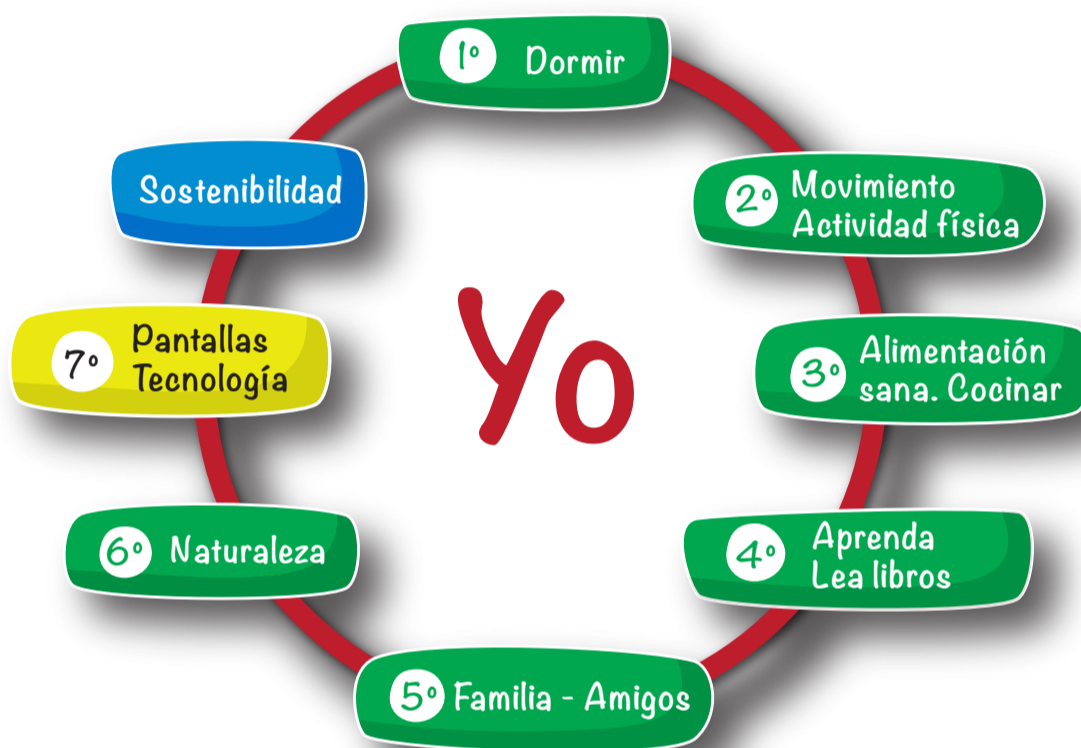 1º Dormir
2º Movimiento
Actividad física
3º Alimentación
sana. Cocinar
4º Aprenda
Lea libros
5º Familia - Amigos
6º Naturaleza
7º Pantallas
Tecnología
Sostenibilidad
Yo